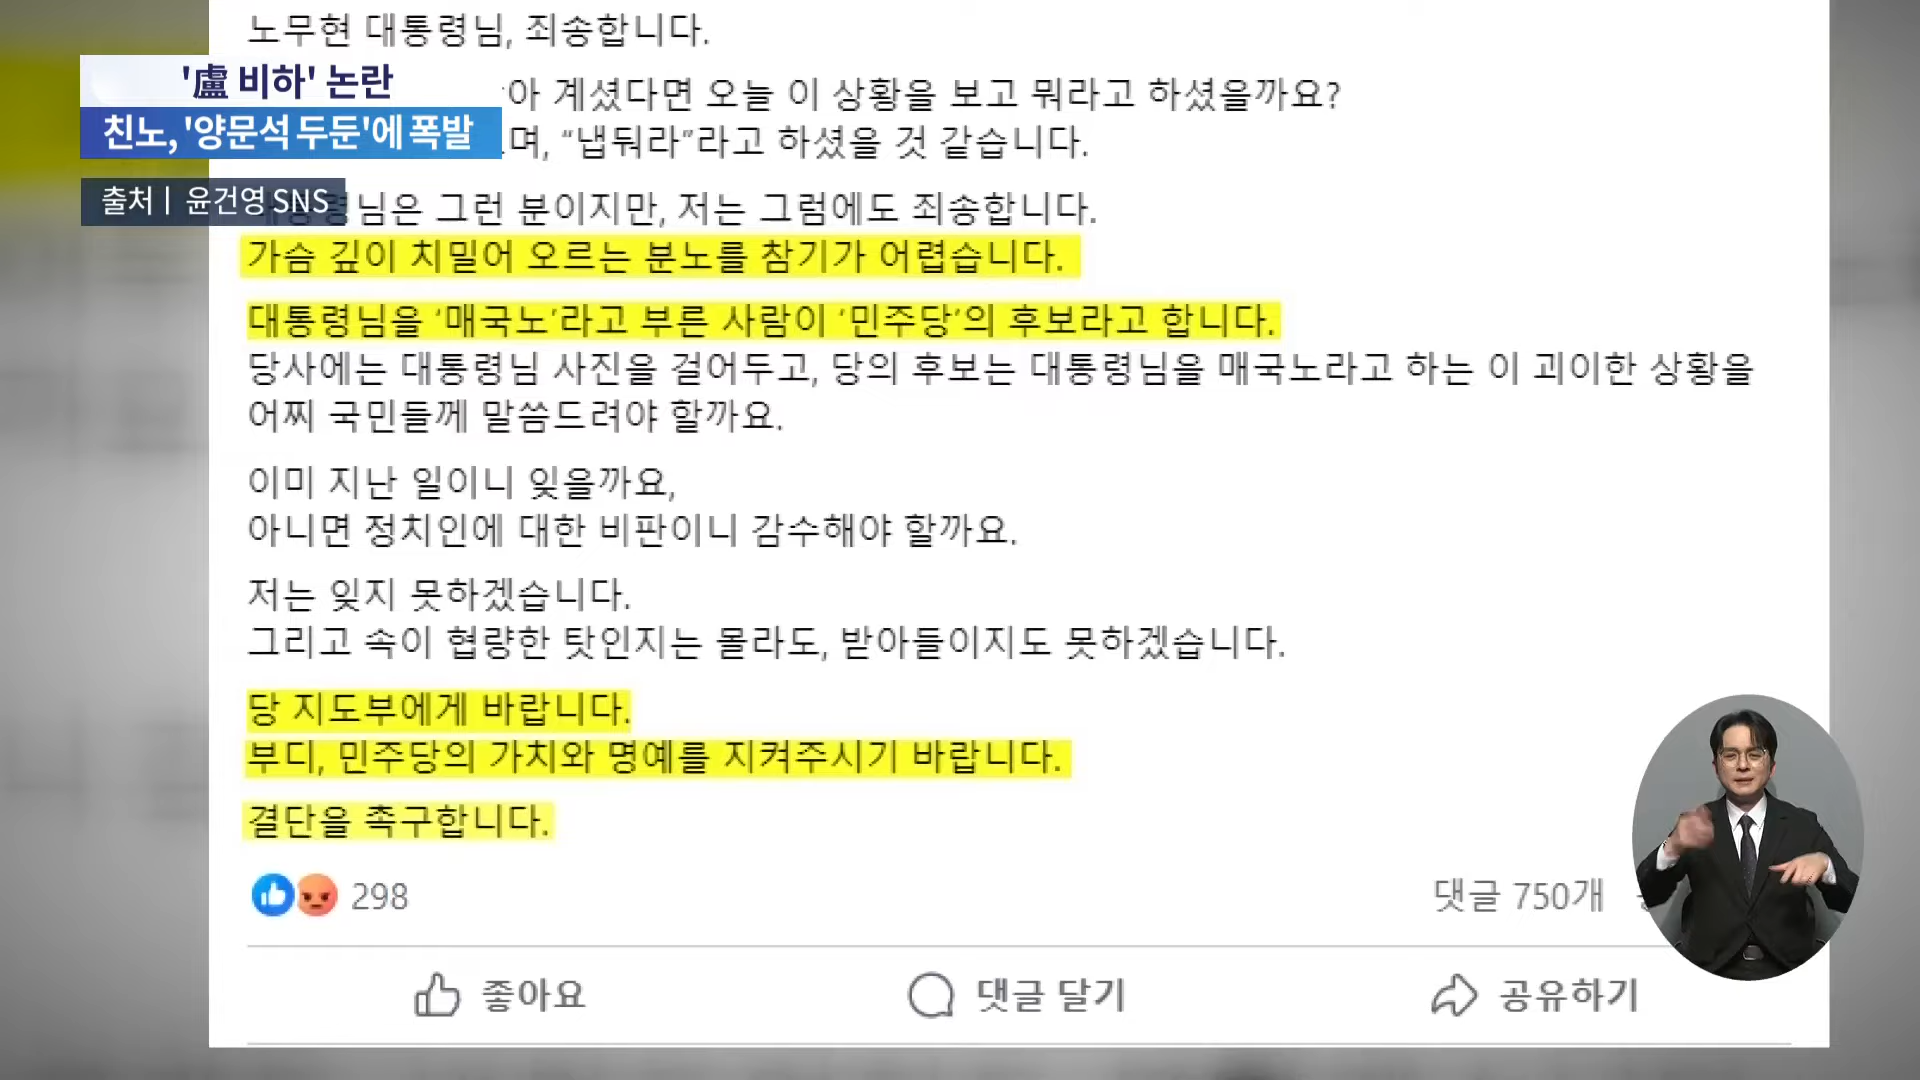 노무현 대통령님, 죄송합니다.
'盧 비하' 논란
아 계셨다면 오늘 이 상황을 보고 뭐라고 하셨을까요?
친노, '양문석 두둔'에 폭발
며, “냅둬라”라고 하셨을 것 같습니다.
출처ㅣ 윤건영 SNS
님은 그런 분이지만, 저는 그럼에도 죄송합니다.
가슴 깊이 치밀어 오르는 분노를 참기가 어렵습니다.
대통령님을 ‘매국노’라고 부른 사람이 ‘민주당’의 후보라고 합니다.
당사에는 대통령님 사진을 걸어두고, 당의 후보는 대통령님을 매국노라고 하는 이 괴이한 상황을
어찌 국민들께 말씀드려야 할까요.
이미 지난 일이니 잊을까요,
아니면 정치인에 대한 비판이니 감수해야 할까요.
저는 잊지 못하겠습니다.
그리고 속이 협량한 탓인지는 몰라도, 받아들이지도 못하겠습니다.
당 지도부에게 바랍니다.
부디, 민주당의 가치와 명예를 지켜주시기 바랍니다.
결단을 촉구합니다.
298
댓글 750개
좋아요
댓글 달기
공유하기